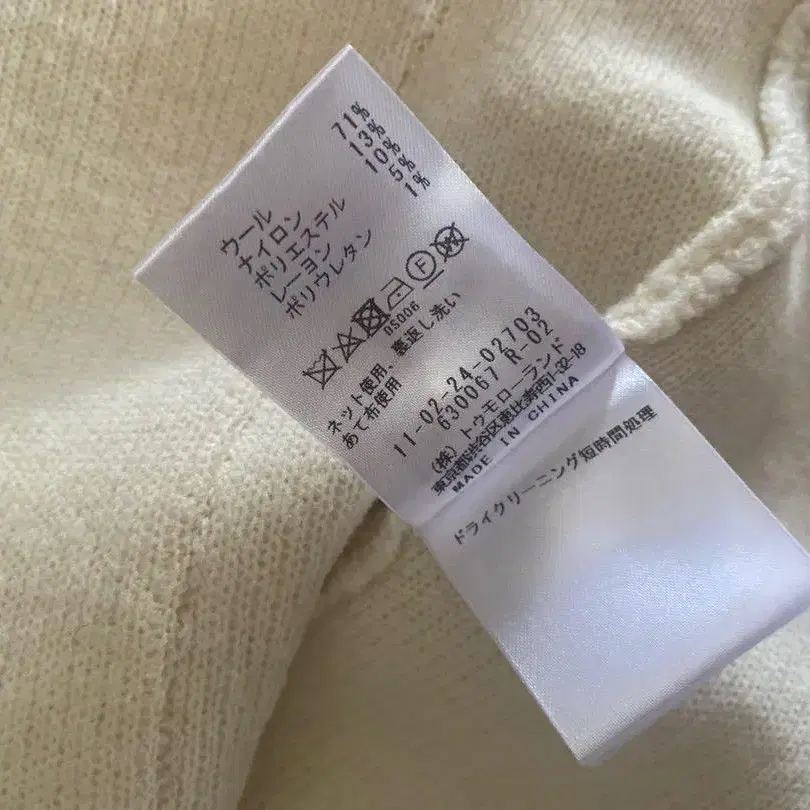 ウール 71%
ナイロン 13%
ポリエステル 10%
レーヨン 5%
ポリウレタン 1%
F
DS006
ネット使用、裏返し洗い
あて布使用
11-02-24-02703
630067 R-02
(株)トゥモローランド
東京都渋谷区恵比寿西1-32-18
MADE IN CHINA
ドライクリーニング短時間処理